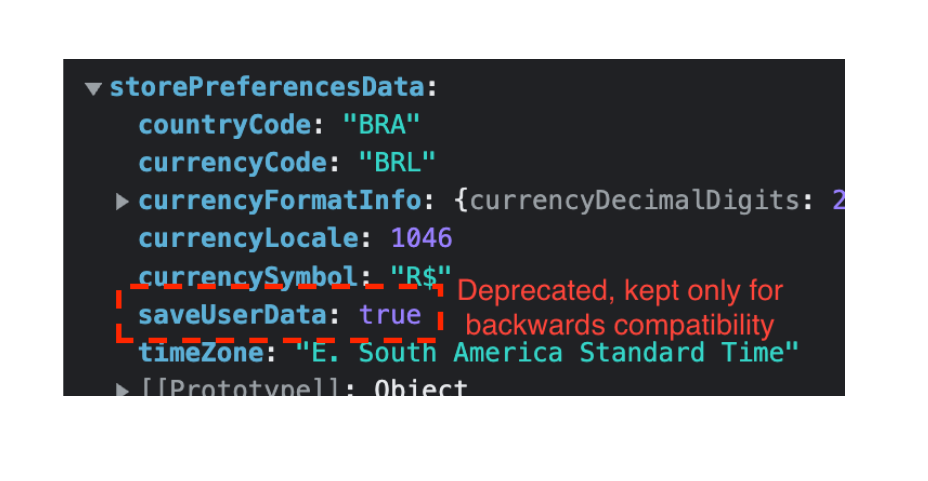 storePreferencesData:
countryCode: "BRA"
currencyCode: "BRL"
currencyFormatInfo: {currencyDecimalDigits: 2
currencyLocale: 1046
currencySymbol: "R$"
saveUserData: true
Deprecated, kept only for
backwards compatibility
timeZone: "E. South America Standard Time"
[[Prototype]]: Object